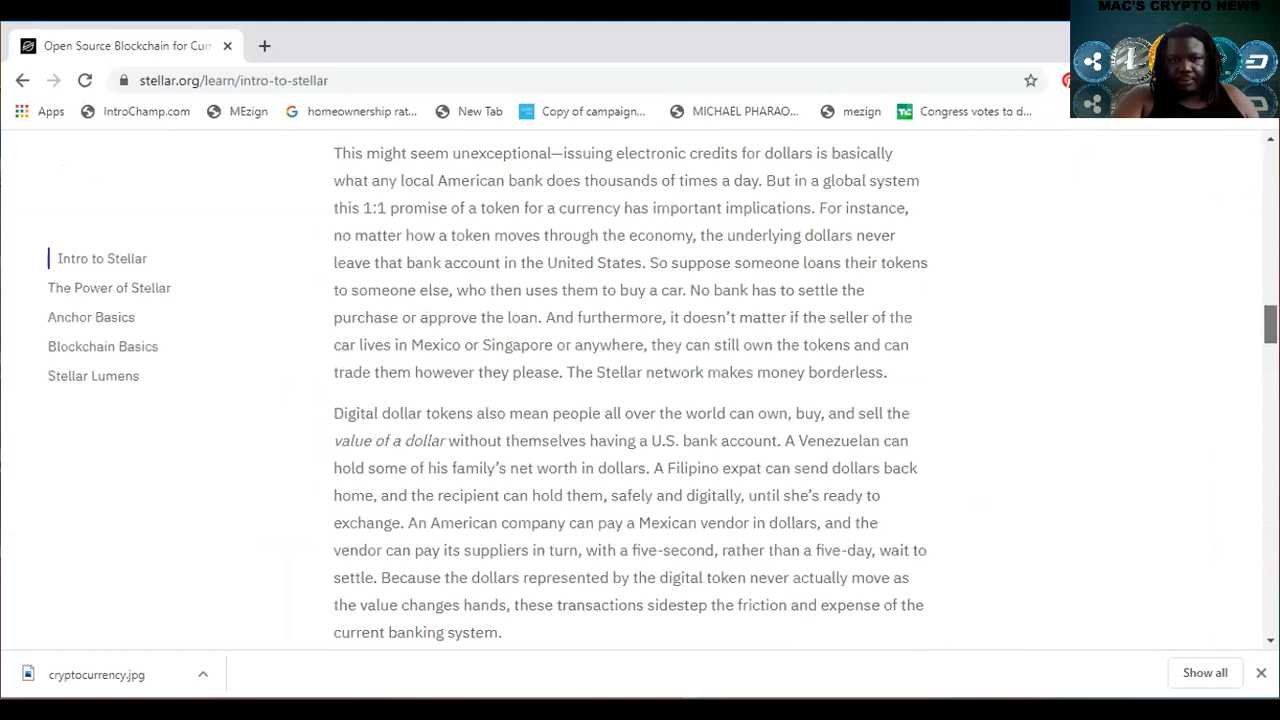 MAC'S CRYPTO NEWS
Open Source Blockchain for Curr
stellar.org/learn/intro-to-stellar
Apps
IntroChamp.com
MEzign
homeownership rat...
New Tab
Copy of campaign...
MICHAEL PHARAO...
mezign
Congress votes to d...
This might seem unexceptional—issuing electronic credits for dollars is basically
what any local American bank does thousands of times a day. But in a global system
this 1:1 promise of a token for a currency has important implications. For instance,
no matter how a token moves through the economy, the underlying dollars never
leave that bank account in the United States. So suppose someone loans their tokens
to someone else, who then uses them to buy a car. No bank has to settle the
purchase or approve the loan. And furthermore, it doesn't matter if the seller of the
car lives in Mexico or Singapore or anywhere, they can still own the tokens and can
trade them however they please. The Stellar network makes money borderless.
Intro to Stellar
The Power of Stellar
Anchor Basics
Blockchain Basics
Stellar Lumens
Digital dollar tokens also mean people all over the world can own, buy, and sell the
value of a dollar without themselves having a U.S. bank account. A Venezuelan can
hold some of his family's net worth in dollars. A Filipino expat can send dollars back
home, and the recipient can hold them, safely and digitally, until she's ready to
exchange. An American company can pay a Mexican vendor in dollars, and the
vendor can pay its suppliers in turn, with a five-second, rather than a five-day, wait to
settle. Because the dollars represented by the digital token never actually move as
the value changes hands, these transactions sidestep the friction and expense of the
current banking system.
cryptocurrency.jpg
Show all